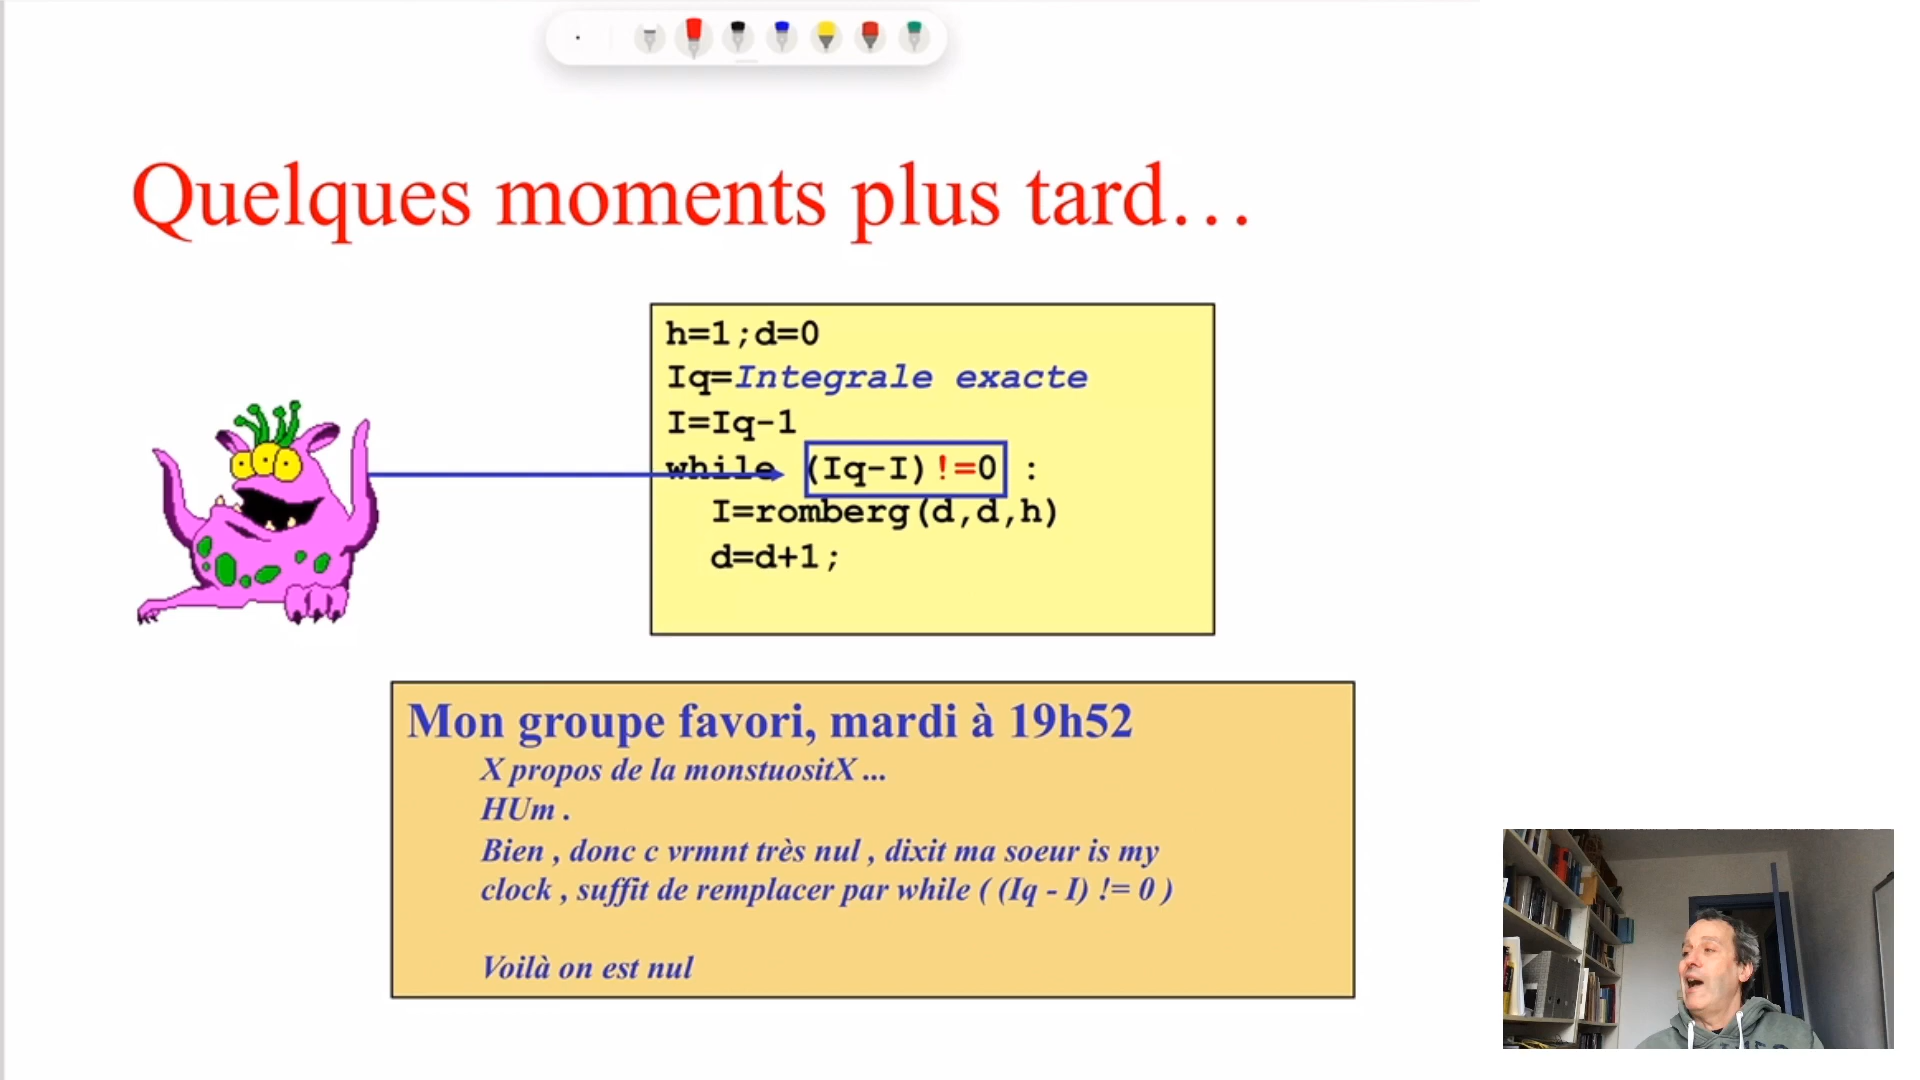 Quelques moments plus tard…
h=1;d=0
Iq=Integrale exacte
I=Iq-1
while (Iq-I)!=0 :
I=romberg(d,d,h)
d=d+1;
Mon groupe favori, mardi à 19h52
X propos de la monstuositX ...
HUm .
Bien , donc c vrmnt très nul , dixit ma soeur is my
clock , suffit de remplacer par while ( (Iq - I) != 0 )
Voilà on est nul